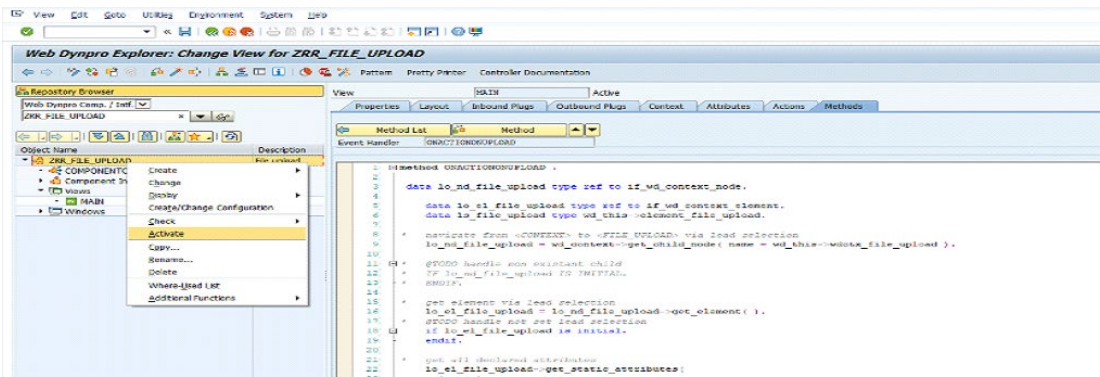 View Edit Goto Utilities Environment System Help
Web Dynpro Explorer: Change View for ZRR_FILE_UPLOAD
Pattern Pretty Printer Controller Documentation
Repository Browser
Web Dynpro Comp. / Intf.
ZRR_FILE_UPLOAD
Object Name Description
ZRR_FILE_UPLOAD File upload
COMPONENTC
Component In
Views
MAIN
Windows
Create
Change
Display
Create/Change Configuration
Check
Activate
Copy...
Rename...
Delete
Where-Used List
Additional Functions
View MAIN Active
Properties Layout Inbound Plugs Outbound Plugs Context Attributes Actions Methods
Method List Method
Event Handler ONACTIONONUPLOAD
1 method ONACTIONONUPLOAD .
2
3 data lo_nd_file_upload type ref to if_wd_context_node.
4
5 data lo_el_file_upload type ref to if_wd_context_element.
6 data ls_file_upload type wd_this->element_file_upload.
7
8 * navigate from <CONTEXT> to <FILE_UPLOAD> via lead selection
9 lo_nd_file_upload = wd_context->get_child_node( name = wd_this->wdctx_file_upload ).
10
11 * @TODO handle non existant child
12 * IF lo_nd_file_upload IS INITIAL.
13 * ENDIF.
14
15 * get element via lead selection
16 lo_el_file_upload = lo_nd_file_upload->get_element( ).
17 * @TODO handle not set lead selection
18 if lo_el_file_upload is initial.
19 endif.
20
21 * get all declared attributes
22 lo_el_file_upload->get_static_attributes(